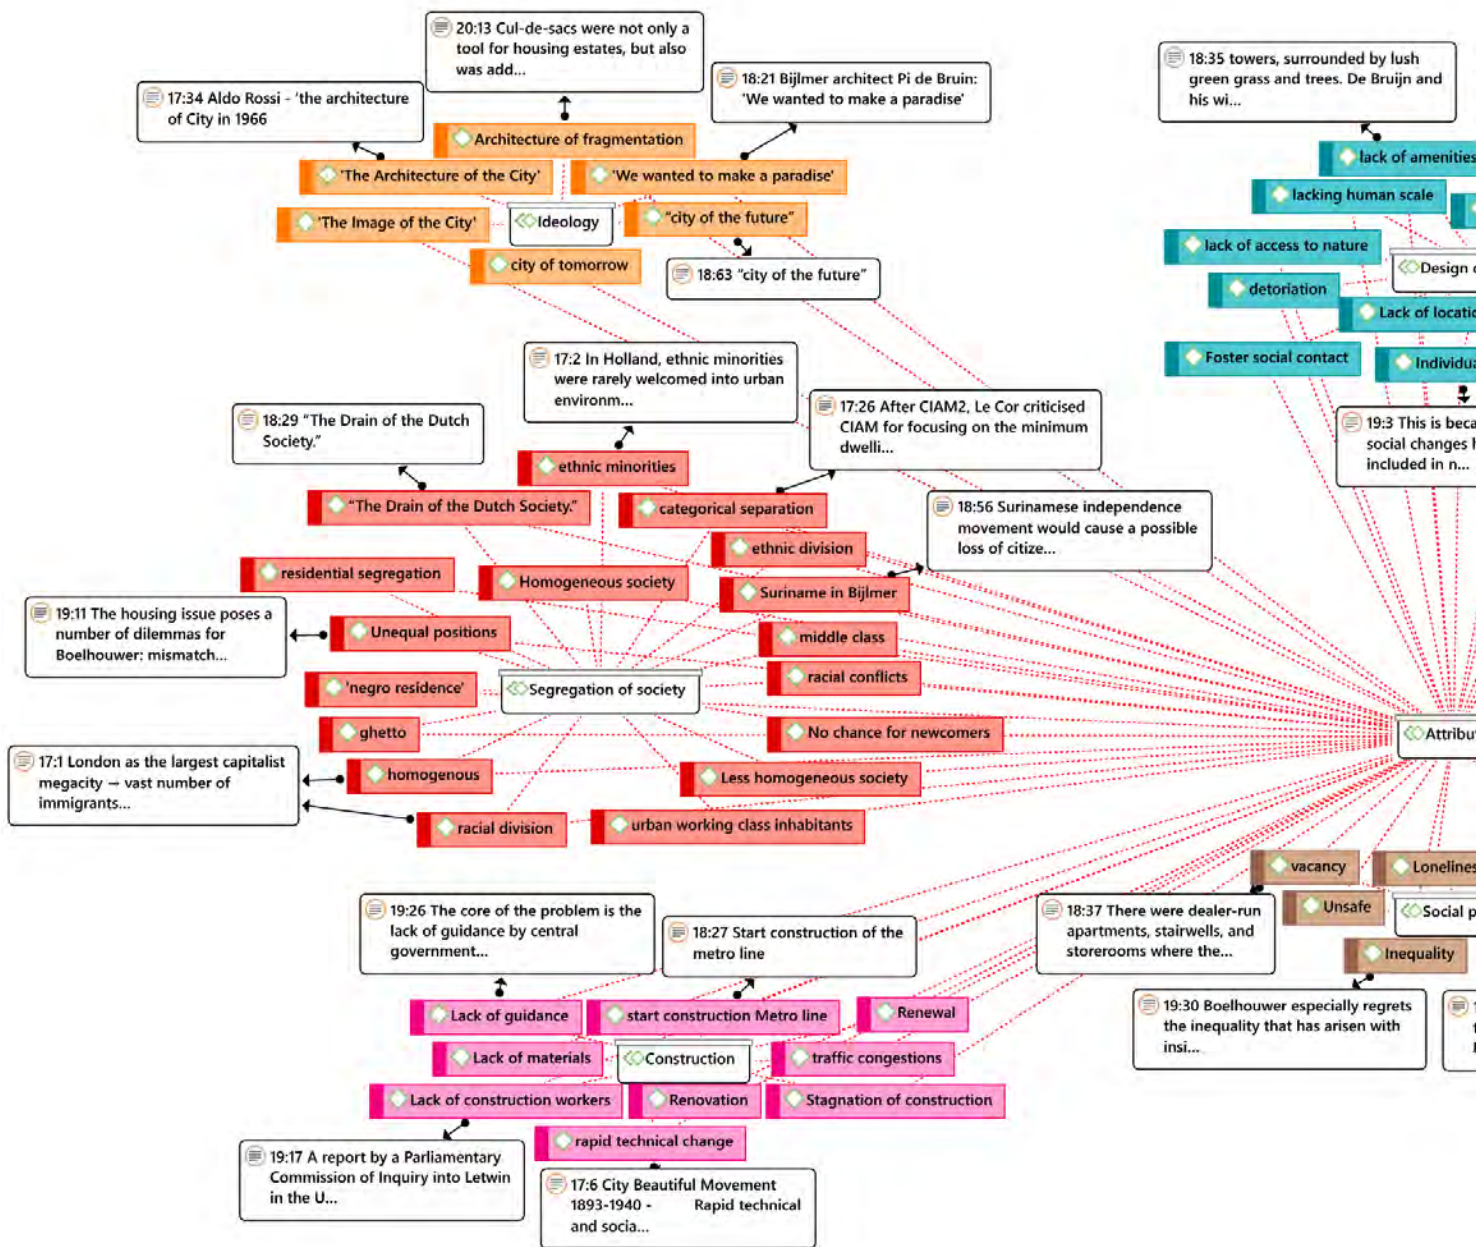 20:13 Cul-de-sacs were not only a
tool for housing estates, but also
was add...
17:34 Aldo Rossi - 'the architecture
of City in 1966
18:21 Bijlmer architect Pi de Bruin:
'We wanted to make a paradise'
18:35 towers, surrounded by lush
green grass and trees. De Bruijn and
his wi...
Architecture of fragmentation
'The Architecture of the City'
'We wanted to make a paradise'
'The Image of the City'
Ideology
"city of the future"
city of tomorrow
18:63 "city of the future"
lack of amenities
lacking human scale
lack of access to nature
Design
detoriation
Lack of
Foster social contact
19:3 This is
social changes
included in n...
17:2 In Holland, ethnic minorities
were rarely welcomed into urban
environm...
18:29 "The Drain of the Dutch
Society."
17:26 After CIAM2, Le Cor criticised
CIAM for focusing on the minimum
dwelli...
ethnic minorities
"The Drain of the Dutch Society."
categorical separation
18:56 Surinamese independence
movement would cause a possible
loss of citize...
ethnic division
residential segregation
Homogeneous society
Suriname in Bijlmer
19:11 The housing issue poses a
number of dilemmas for
Boelhouwer: mismatch...
Unequal positions
middle class
'negro residence'
Segregation of society
racial conflicts
ghetto
No chance for newcomers
17:1 London as the largest capitalist
megacity → vast number of
immigrants...
homogenous
Less homogeneous society
racial division
urban working class inhabitants
Attribu
vacancy
Lonelines
Unsafe
Social p
Inequality
18:37 There were dealer-run
apartments, stairwells, and
storerooms where the...
19:30 Boelhouwer especially regrets
the inequality that has arisen with
insi...
19:26 The core of the problem is the
lack of guidance by central
government...
18:27 Start construction of the
metro line
Lack of guidance
start construction Metro line
Renewal
Lack of materials
Construction
traffic congestions
Lack of construction workers
Renovation
Stagnation of construction
rapid technical change
19:17 A report by a Parliamentary
Commission of Inquiry into Letwin
in the U...
17:6 City Beautiful Movement
1893-1940 - Rapid technical
and socia...